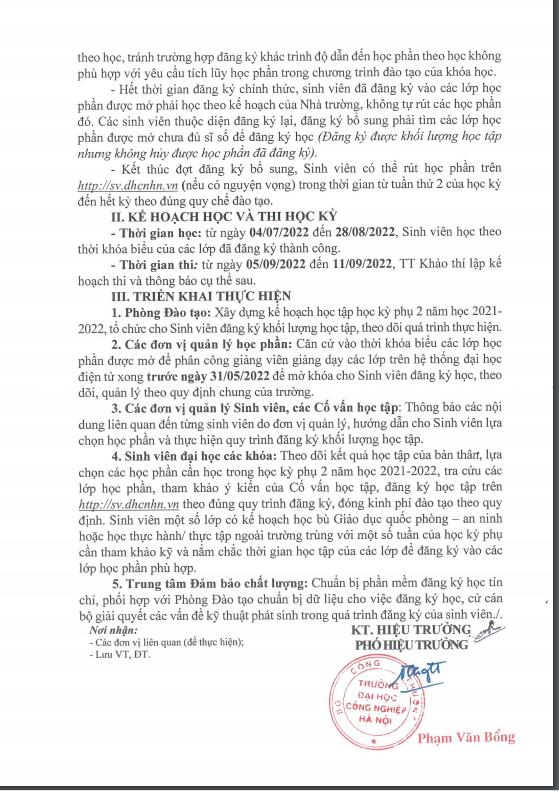 theo học, tránh trường hợp đăng ký khác trình độ dẫn đến học phần theo học không
phù hợp với yêu cầu tích lũy học phần trong chương trình đào tạo của khóa học.
- Hết thời gian đăng ký chính thức, sinh viên đã đăng ký vào các lớp học
phần được mở phải học theo kế hoạch của Nhà trường, không tự rút các học phần
đó. Các sinh viên thuộc diện đăng ký lại, đăng ký bổ sung phải tìm các lớp học
phần được mở chưa đủ sĩ số để đăng ký học (Đăng ký được khối lượng học tập
nhưng không hủy được học phần đã đăng ký).
- Kết thúc đợt đăng ký bổ sung, Sinh viên có thể rút học phần trên
http://sv.dhcnhn.vn (nếu có nguyện vọng) trong thời gian từ tuần thứ 2 của học kỳ
đến hết kỳ theo đúng quy chế đào tạo.
II. KẾ HOẠCH HỌC VÀ THI HỌC KỲ
- Thời gian học: từ ngày 04/07/2022 đến 28/08/2022, Sinh viên học theo
thời khóa biểu của các lớp đã đăng ký thành công.
- Thời gian thi: từ ngày 05/09/2022 đến 11/09/2022, TT Khảo thí lập kế
hoạch thi và thông báo cụ thể sau.
III. TRIỂN KHAI THỰC HIỆN
1. Phòng Đào tạo: Xây dựng kế hoạch học tập học kỳ phụ 2 năm học 2021-
2022, tổ chức cho Sinh viên đăng ký khối lượng học tập, theo dõi quá trình thực hiện.
2. Các đơn vị quản lý học phần: Căn cứ vào thời khóa biểu các lớp học
phần được mở để phân công giảng viên giảng dạy các lớp trên hệ thống đại học
điện tử xong trước ngày 31/05/2022 để mở khóa cho Sinh viên đăng ký học, theo
dõi, quản lý theo quy định chung của trường.
3. Các đơn vị quản lý Sinh viên, các Cố vấn học tập: Thông báo các nội
dung liên quan đến từng sinh viên do đơn vị quản lý, hướng dẫn cho Sinh viên lựa
chọn học phần và thực hiện quy trình đăng ký khối lượng học tập.
4. Sinh viên đại học các khóa: Theo dõi kết quả học tập của bản thân, lựa
chọn các học phần cần học trong học kỳ phụ 2 năm học 2021-2022, tra cứu các
lớp học phần, tham khảo ý kiến của Cố vấn học tập, đăng ký học tập trên
http://sv.dhcnhn.vn theo đúng quy trình đăng ký, đóng kinh phí đào tạo theo quy
định. Sinh viên một số lớp có kế hoạch học bù Giáo dục quốc phòng – an ninh
hoặc học thực hành/ thực tập ngoài trường trùng với một số tuần của học kỳ phụ
cần tham khảo kỹ và nắm chắc thời gian học tập của các lớp để đăng ký vào các
lớp học phần phù hợp.
5. Trung tâm Đảm bảo chất lượng: Chuẩn bị phần mềm đăng ký học tín
chỉ, phối hợp với Phòng Đào tạo chuẩn bị dữ liệu cho việc đăng ký học, cử cán
bộ giải quyết các vấn đề kỹ thuật phát sinh trong quá trình đăng ký của sinh viên./.
Nơi nhận:
- Các đơn vị liên quan (để thực hiện);
- Lưu VT, ĐT.
KT. HIỆU TRƯỞNG
PHÓ HIỆU TRƯỞNG
BỘ CÔNG THƯƠNG
TRƯỜNG
ĐẠI HỌC
CÔNG NGHIỆP
HÀ NỘI
Phạm Văn Bổng